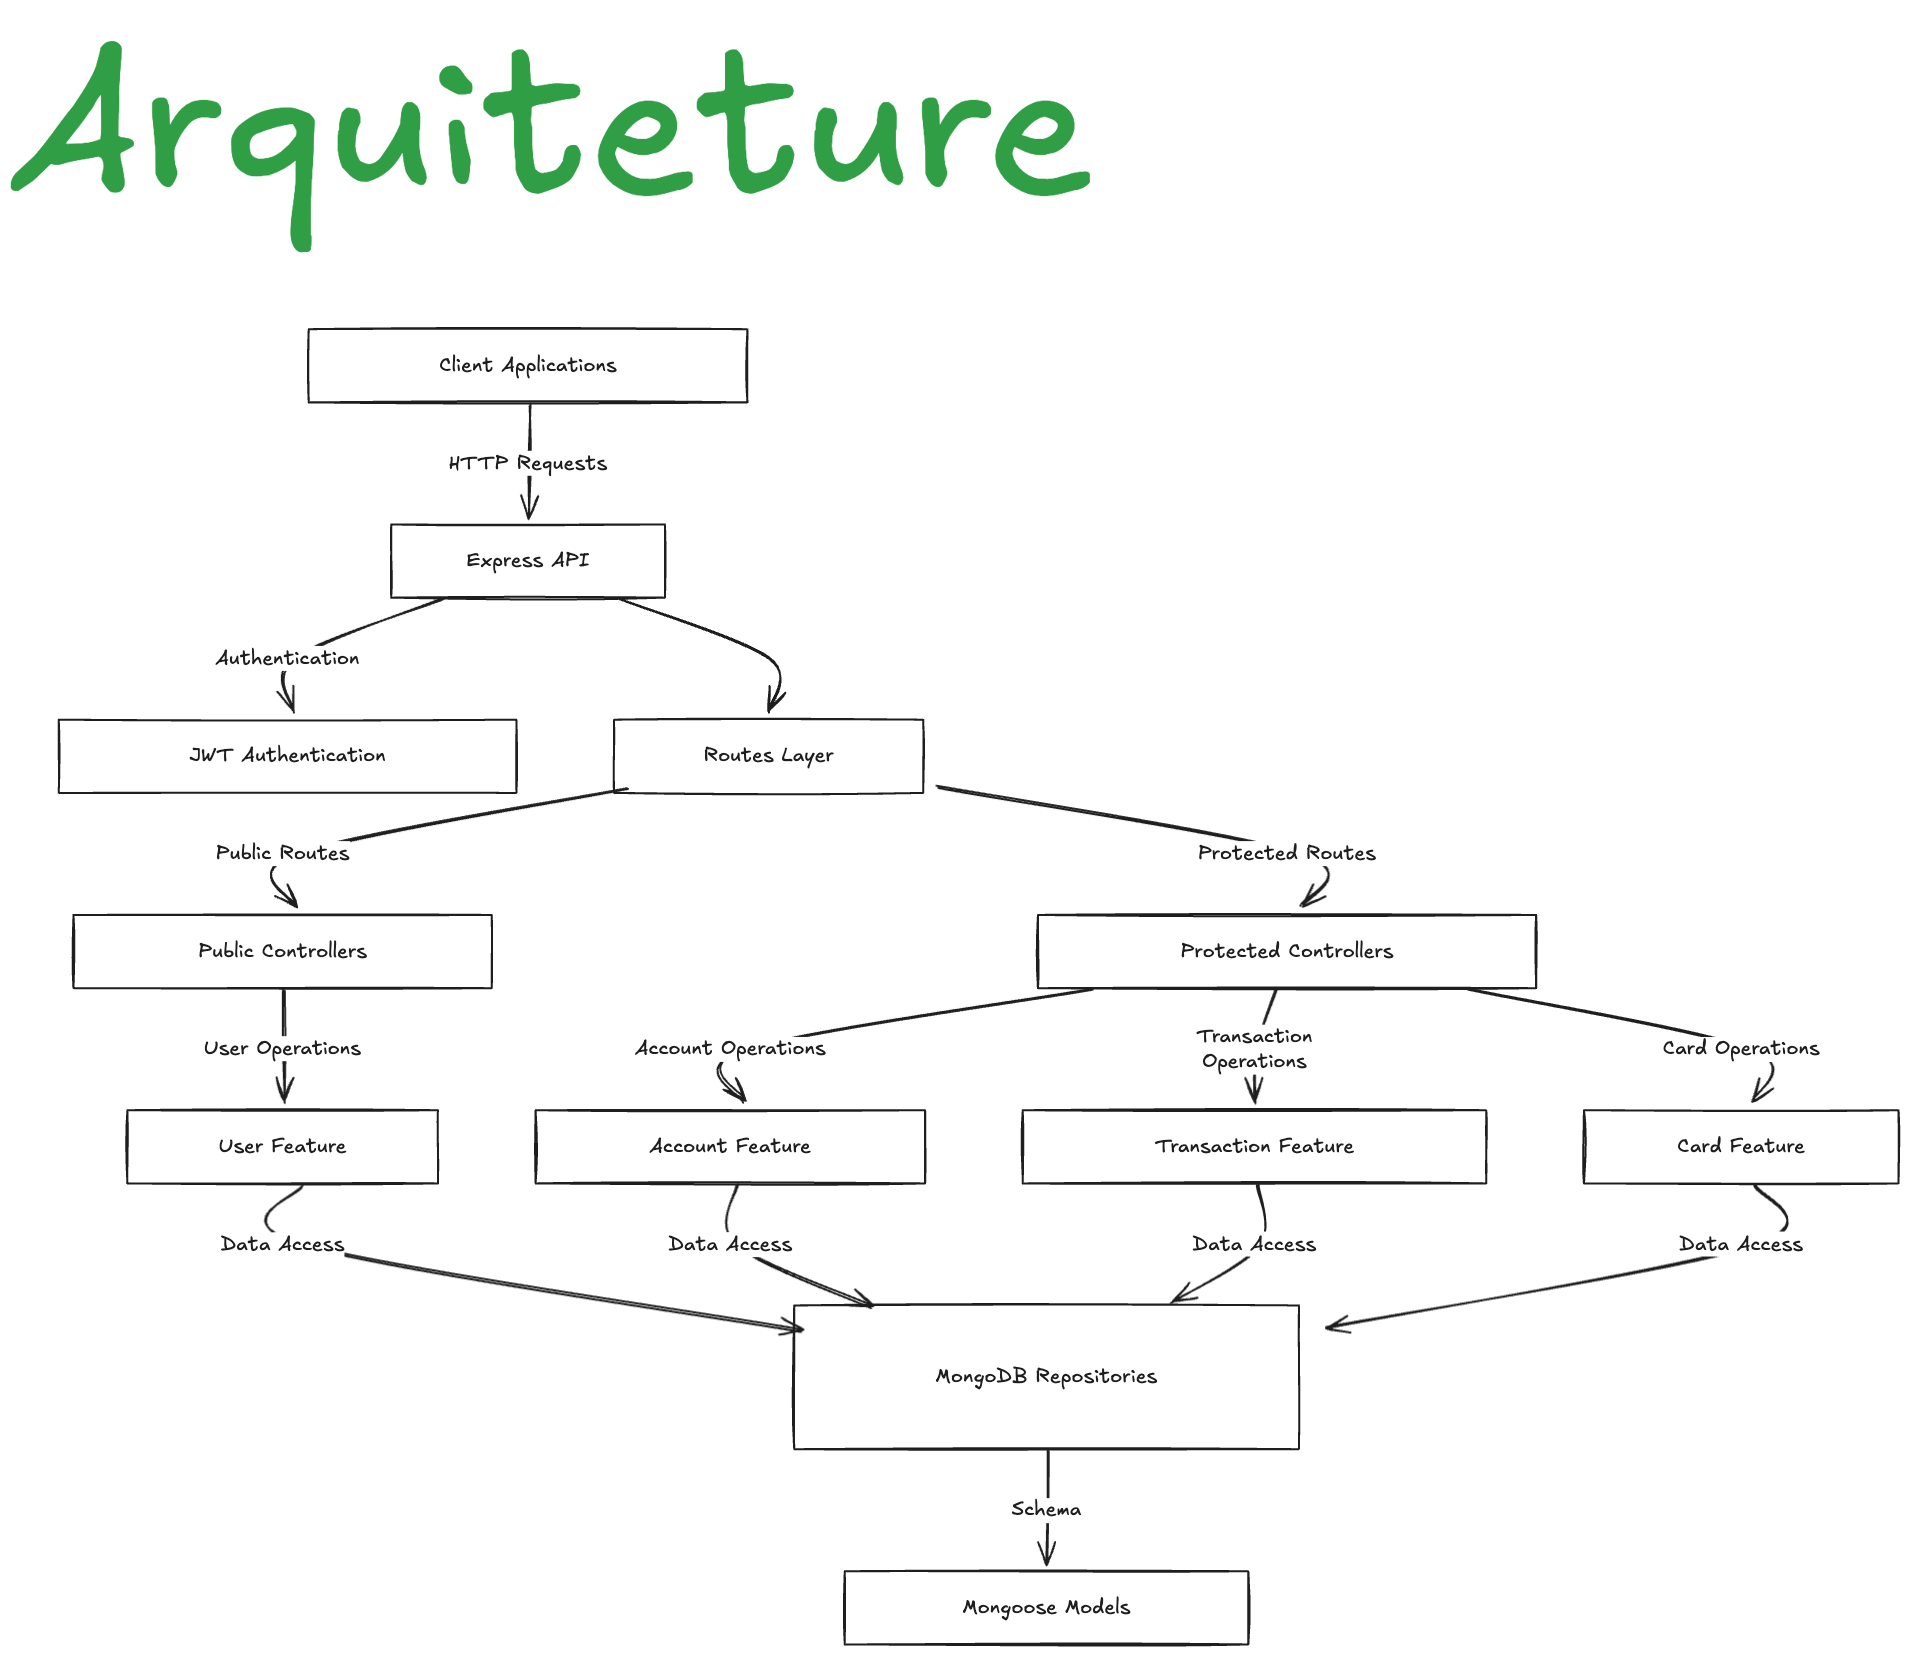 Arquiteture
Client Applications
HTTP Requests
Express API
Authentication
JWT Authentication
Routes Layer
Public Routes
Protected Routes
Public Controllers
Protected Controllers
User Operations
Account Operations
Transaction
Operations
Card Operations
User Feature
Account Feature
Transaction Feature
Card Feature
Data Access
Data Access
Data Access
Data Access
MongoDB Repositories
Schema
Mongoose Models